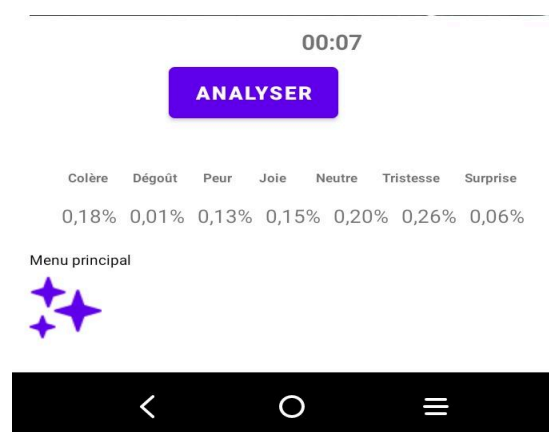 00:07
ANALYSER
Colère Dégoût Peur Joie Neutre Tristesse Surprise
0,18% 0,01% 0,13% 0,15% 0,20% 0,26% 0,06%
Menu principal